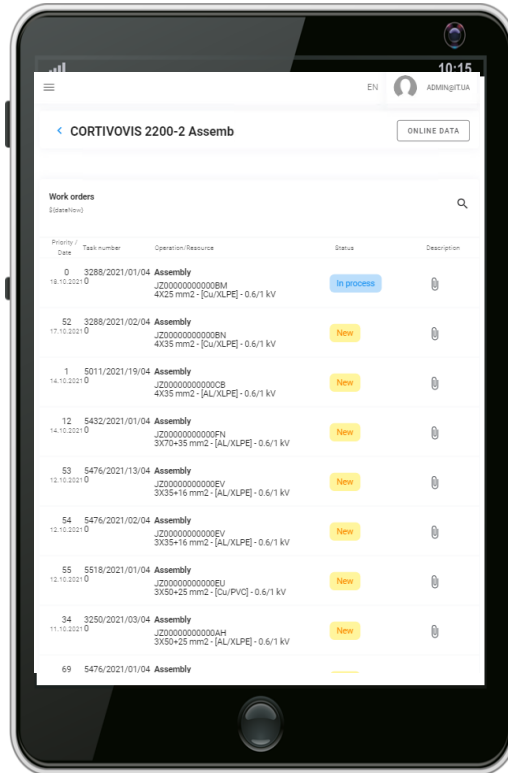 10:15
EN ADMIN@IT.UA
CORTIVOVIS 2200-2 Assemb ONLINE DATA
Work orders
${dateNow}
Priority / Date Task number Operation/Resource Status Description
0 3288/2021/01/04 Assembly
18.10.2021 0 JZ00000000000BM In process
4X25 mm2 - [Cu/XLPE] - 0.6/1 kV
52 3288/2021/02/04 Assembly
17.10.2021 0 JZ00000000000BN New
4X35 mm2 - [Cu/XLPE] - 0.6/1 kV
1 5011/2021/19/04 Assembly
14.10.2021 0 JZ00000000000CB New
4X35 mm2 - [AL/XLPE] - 0.6/1 kV
12 5432/2021/01/04 Assembly
14.10.2021 0 JZ00000000000FN New
3X70+35 mm2 - [AL/XLPE] - 0.6/1 kV
53 5476/2021/13/04 Assembly
12.10.2021 0 JZ00000000000EV New
3X35+16 mm2 - [AL/XLPE] - 0.6/1 kV
54 5476/2021/02/04 Assembly
12.10.2021 0 JZ00000000000EV New
3X35+16 mm2 - [AL/XLPE] - 0.6/1 kV
55 5518/2021/01/04 Assembly
12.10.2021 0 JZ00000000000EU New
3X50+25 mm2 - [Cu/PVC] - 0.6/1 kV
34 3250/2021/03/04 Assembly
11.10.2021 0 JZ00000000000AH New
3X50+25 mm2 - [AL/XLPE] - 0.6/1 kV
69 5476/2021/01/04 Assembly